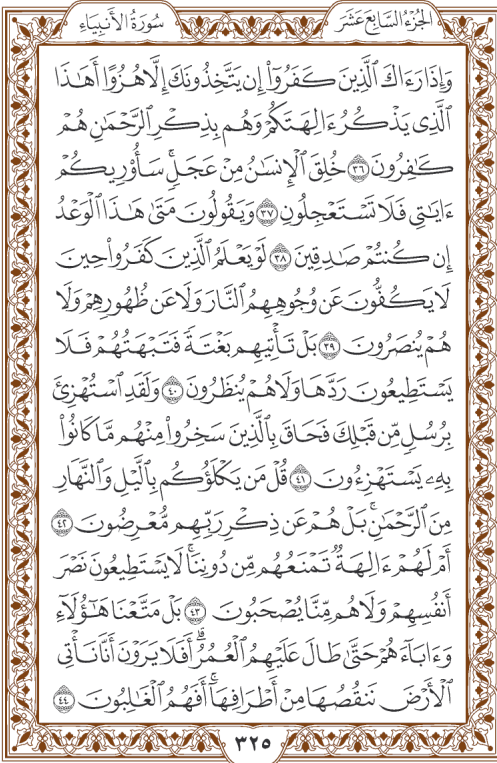 الجزء السابع عشر
سورة الأنبياء
وَإِذَا رَءَاكَ ٱلَّذِينَ كَفَرُوٓا۟ إِن يَتَّخِذُونَكَ إِلَّا هُزُوًا أَهَٰذَا
ٱلَّذِى يَذْكُرُ ءَالِهَتَكُمْ وَهُم بِذِكْرِ ٱلرَّحْمَٰنِ هُمْ
كَٰفِرُونَ ٣٦ خُلِقَ ٱلْإِنسَٰنُ مِنْ عَجَلٍ ۚ سَأُو۟رِيكُمْ
ءَايَٰتِى فَلَا تَسْتَعْجِلُونِ ٣٧ وَيَقُولُونَ مَتَىٰ هَٰذَا ٱلْوَعْدُ
إِن كُنتُمْ صَٰدِقِينَ ٣٨ لَوْ يَعْلَمُ ٱلَّذِينَ كَفَرُوا۟ حِينَ
لَا يَكُفُّونَ عَن وُجُوهِهِمُ ٱلنَّارَ وَلَا عَن ظُهُورِهِمْ وَلَا
هُمْ يُنصَرُونَ ٣٩ بَلْ تَأْتِيهِم بَغْتَةً فَتَبْهَتُهُمْ فَلَا
يَسْتَطِيعُونَ رَدَّهَا وَلَا هُمْ يُنظَرُونَ ٤٠ وَلَقَدِ ٱسْتُهْزِئَ
بِرُسُلٍ مِّن قَبْلِكَ فَحَاقَ بِٱلَّذِينَ سَخِرُوا۟ مِنْهُم مَّا كَانُوا۟
بِهِۦ يَسْتَهْزِءُونَ ٤١ قُلْ مَن يَكْلَؤُكُم بِٱلَّيْلِ وَٱلنَّهَارِ
مِنَ ٱلرَّحْمَٰنِ ۗ بَلْ هُمْ عَن ذِكْرِ رَبِّهِم مُّعْرِضُونَ ٤٢
أَمْ لَهُمْ ءَالِهَةٌ تَمْنَعُهُم مِّن دُونِنَا ۚ لَا يَسْتَطِيعُونَ نَصْرَ
أَنفُسِهِمْ وَلَا هُم مِّنَّا يُصْحَبُونَ ٤٣ بَلْ مَتَّعْنَا هَٰٓؤُلَآءِ
وَءَابَآءَهُمْ حَتَّىٰ طَالَ عَلَيْهِمُ ٱلْعُمُرُ ۗ أَفَلَا يَرَوْنَ أَنَّا نَأْتِى
ٱلْأَرْضَ نَنقُصُهَا مِنْ أَطْرَافِهَآ ۚ أَفَهُمُ ٱلْغَٰلِبُونَ ٤٤
٣٢٥